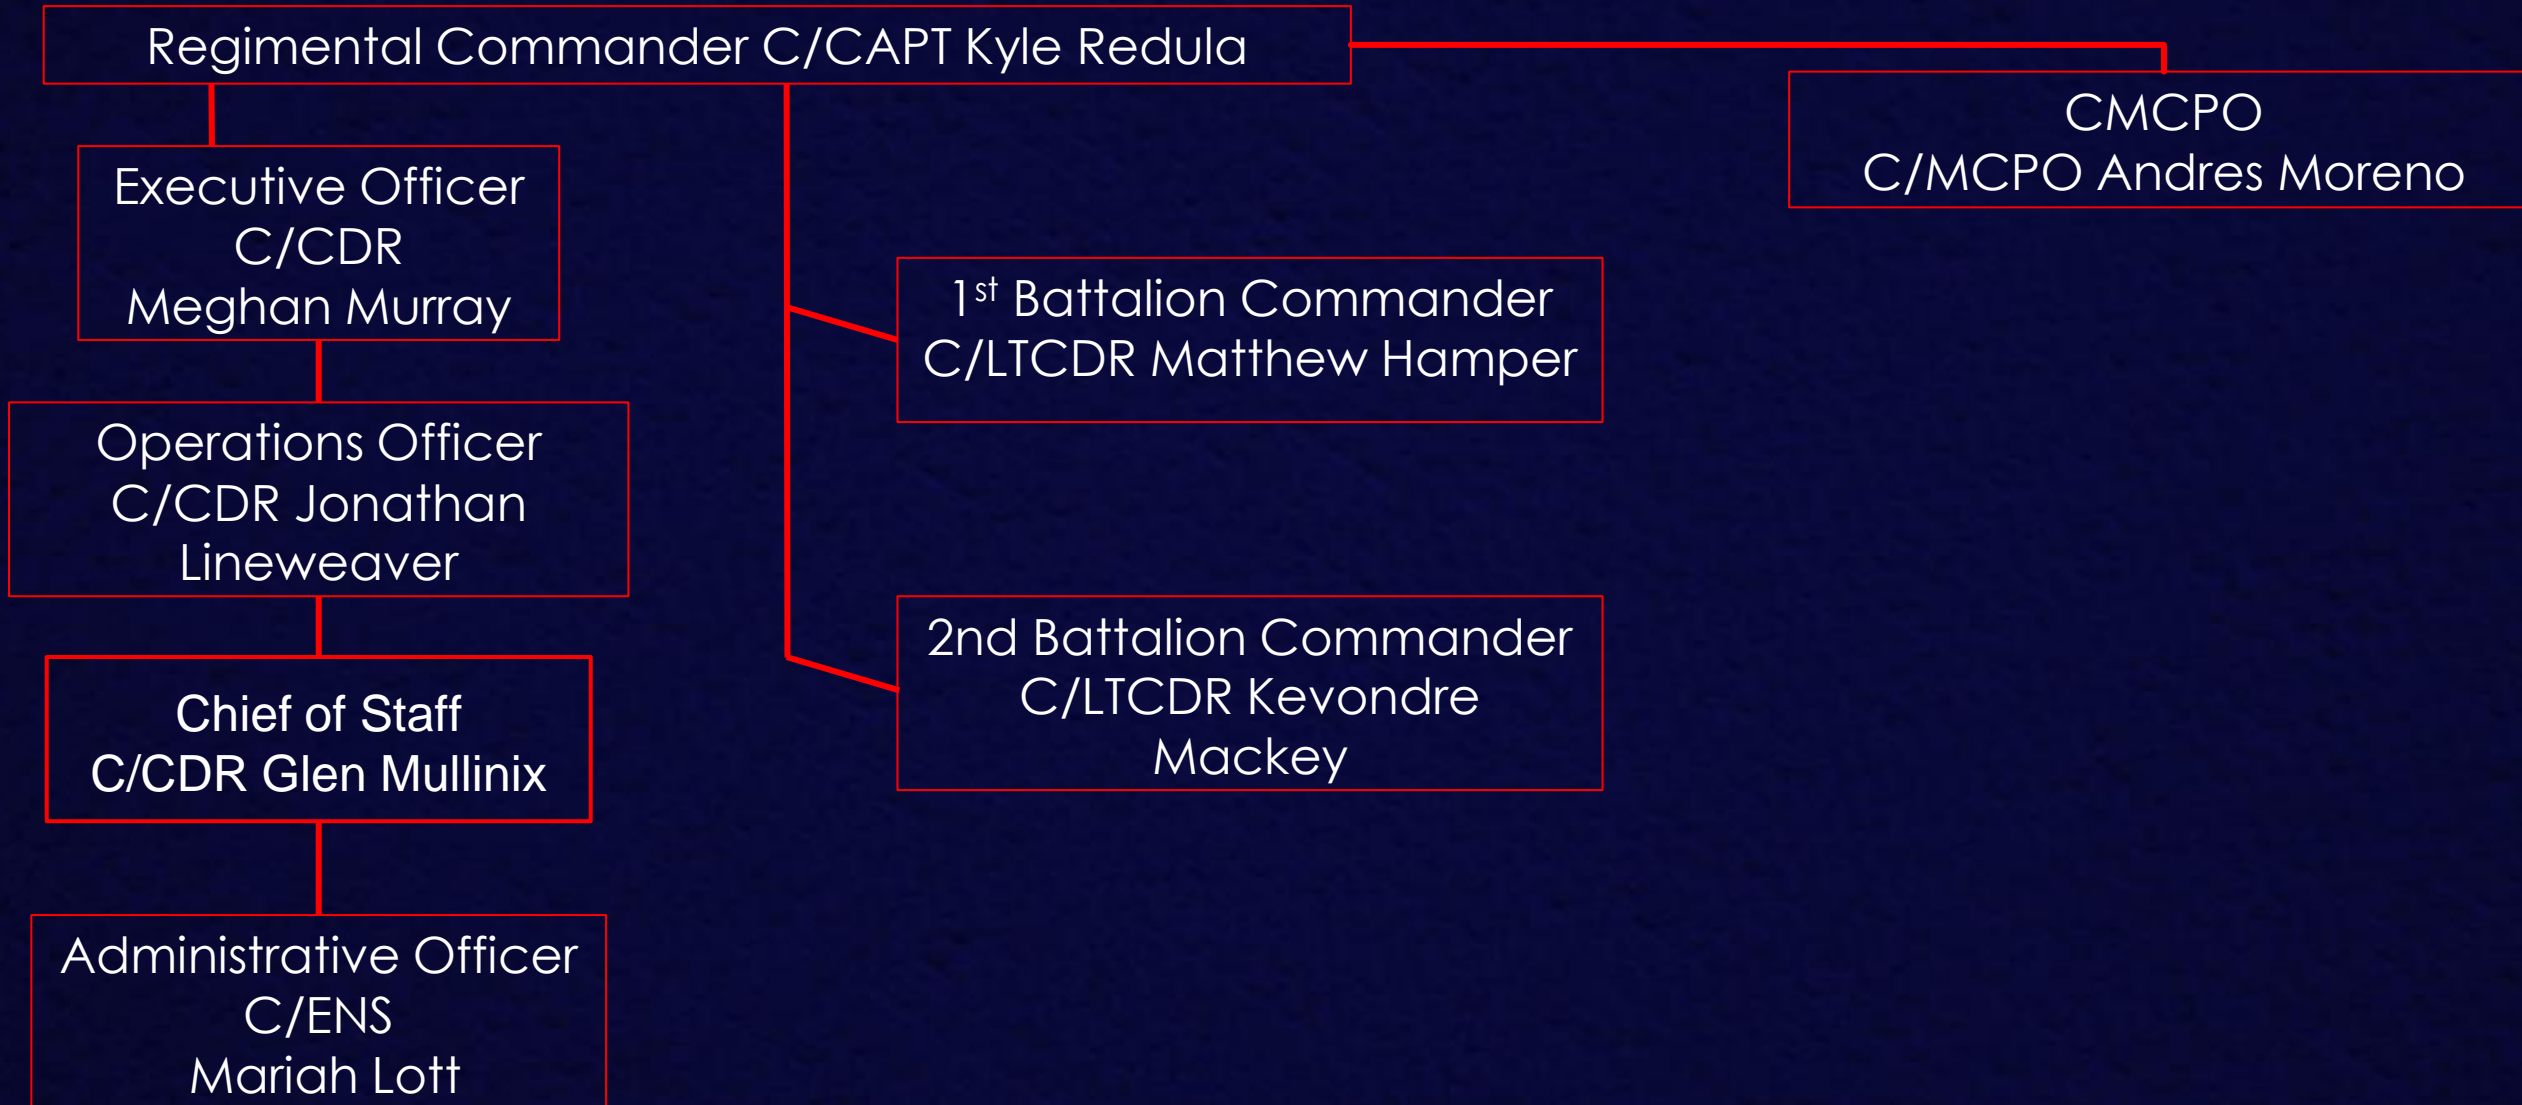 Regimental Commander C/CAPT Kyle Redula
CMCPO
C/MCPO Andres Moreno
Executive Officer
C/CDR
Meghan Murray
1st Battalion Commander
C/LTCDR Matthew Hamper
Operations Officer
C/CDR Jonathan
Lineweaver
2nd Battalion Commander
C/LTCDR Kevondre
Mackey
Chief of Staff
C/CDR Glen Mullinix
Administrative Officer
C/ENS
Mariah Lott